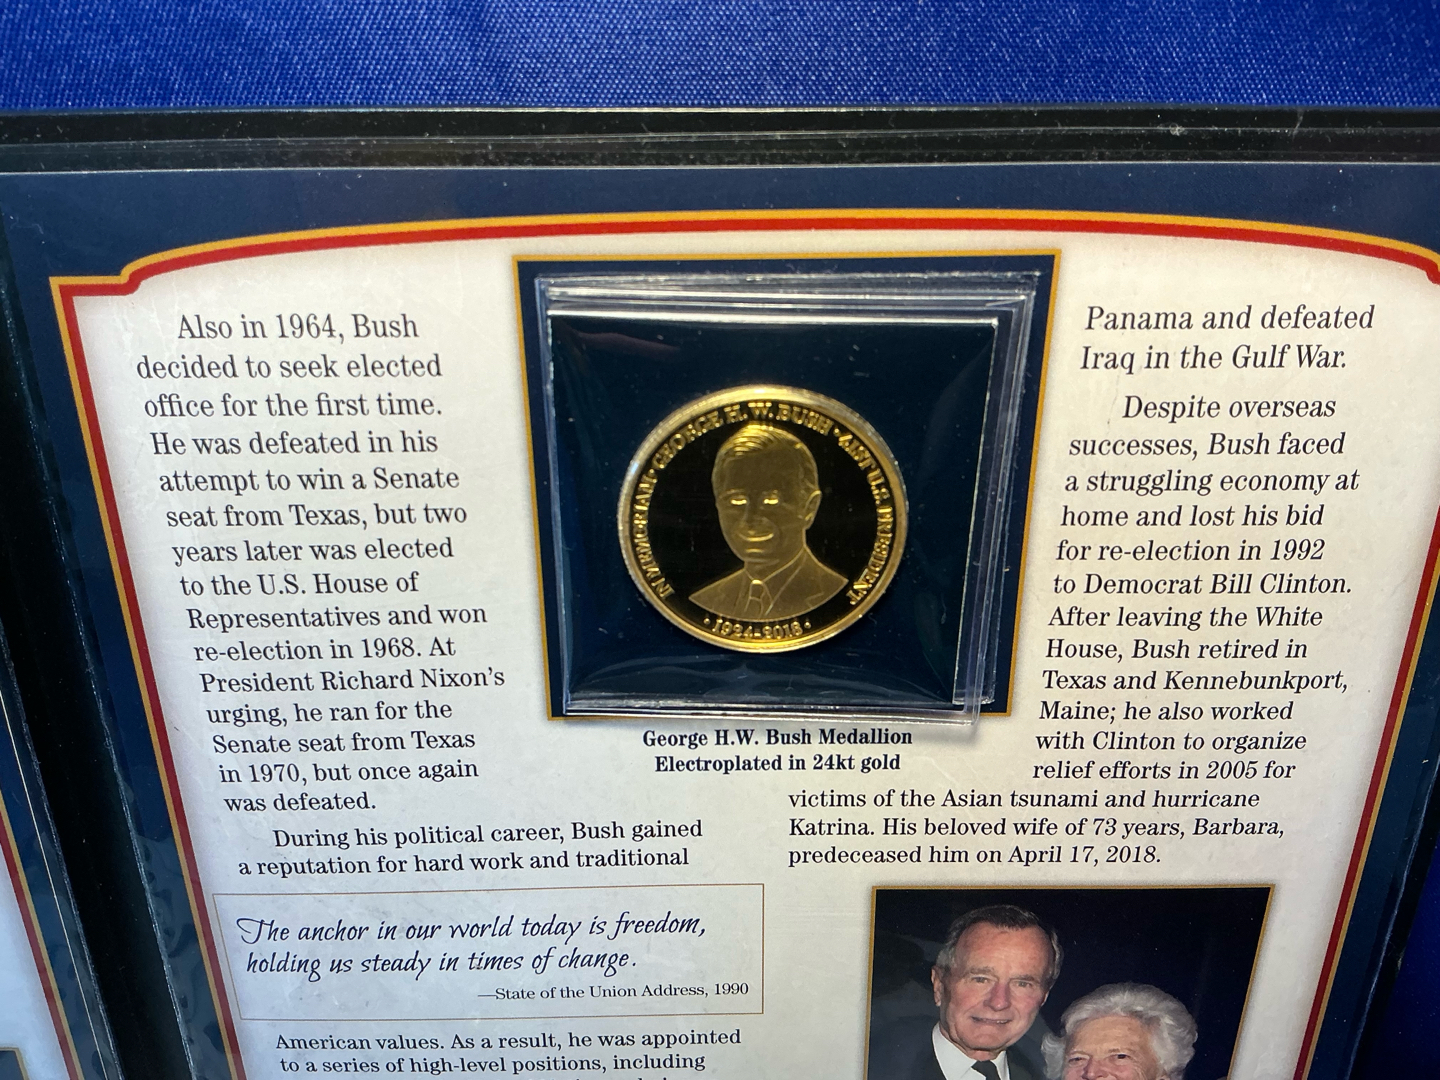 Also in 1964, Bush
decided to seek elected
office for the first time.
He was defeated in his
attempt to win a Senate
seat from Texas, but two
years later was elected
to the U.S. House of
Representatives and won
re-election in 1968. At
President Richard Nixon's
urging, he ran for the
Senate seat from Texas
in 1970, but once again
was defeated.
During his political career, Bush gained
a reputation for hard work and traditional
The anchor in our world today is freedom,
holding us steady in times of change.
—State of the Union Address, 1990
American values. As a result, he was appointed
to a series of high-level positions, including
IN MEMORIAM • GEORGE H. W. BUSH • 41ST U.S. PRESIDENT
• 1924-2018 •
George H.W. Bush Medallion
Electroplated in 24kt gold
Panama and defeated
Iraq in the Gulf War.
Despite overseas
successes, Bush faced
a struggling economy at
home and lost his bid
for re-election in 1992
to Democrat Bill Clinton.
After leaving the White
House, Bush retired in
Texas and Kennebunkport,
Maine; he also worked
with Clinton to organize
relief efforts in 2005 for
victims of the Asian tsunami and hurricane
Katrina. His beloved wife of 73 years, Barbara,
predeceased him on April 17, 2018.